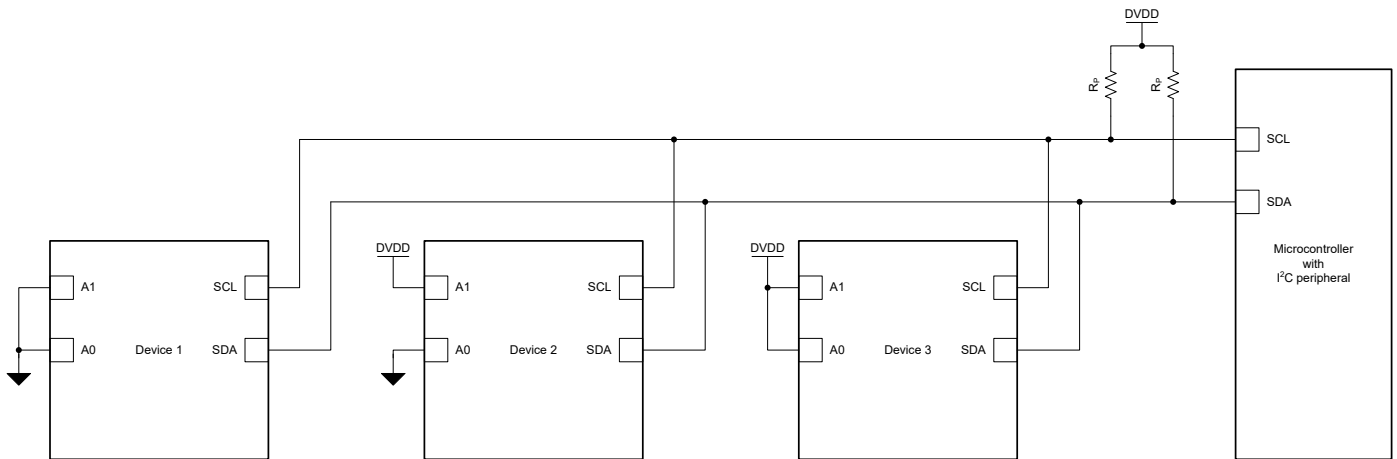 DVDD
Rₚ Rₚ
SCL
SDA
Microcontroller
with
I²C peripheral
A1 SCL
A0 Device 1 SDA
DVDD
A1 SCL
A0 Device 2 SDA
DVDD
A1 SCL
A0 Device 3 SDA